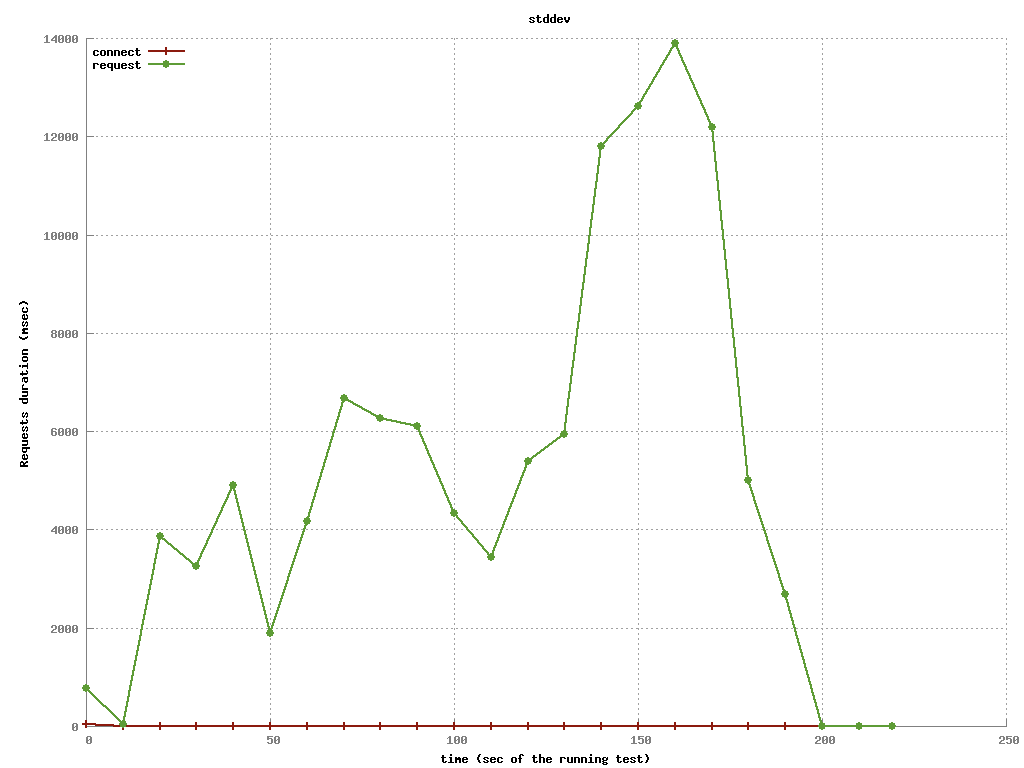 stddev
14000
connect
request
12000
10000
8000
Requests duration (msec)
6000
4000
2000
0
0 50 100 150 200 250
time (sec of the running test)